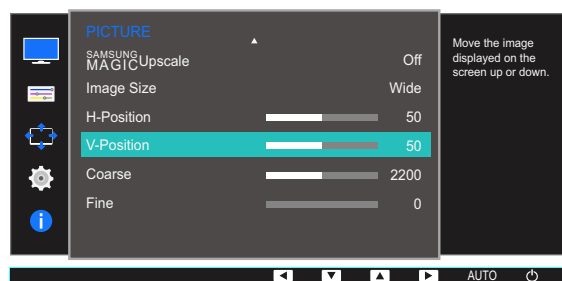 PICTURE
SAMSUNG
MAGICUpscale Off
Image Size Wide
H-Position 50
V-Position 50
Coarse 2200
Fine 0
Move the image
displayed on the
screen up or down.
i
AUTO